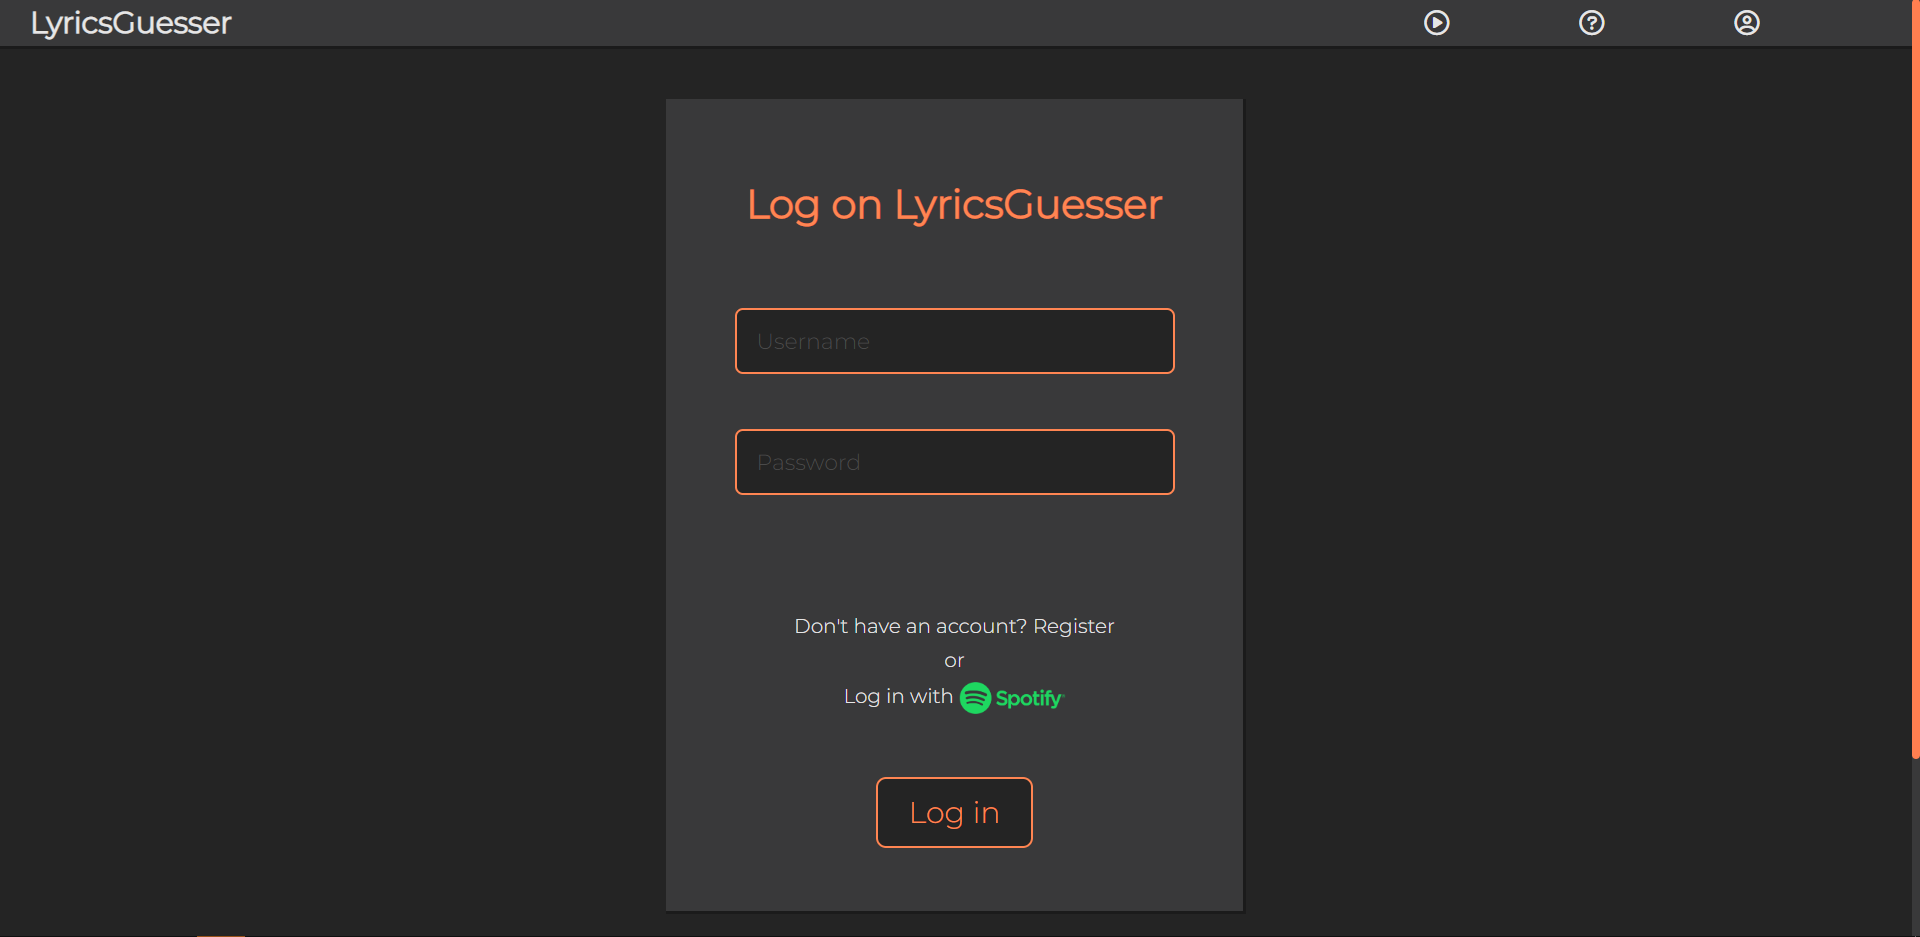 LyricsGuesser
Log on LyricsGuesser
Username
Password
Don't have an account? Register
or
Log in with Spotify
Log in